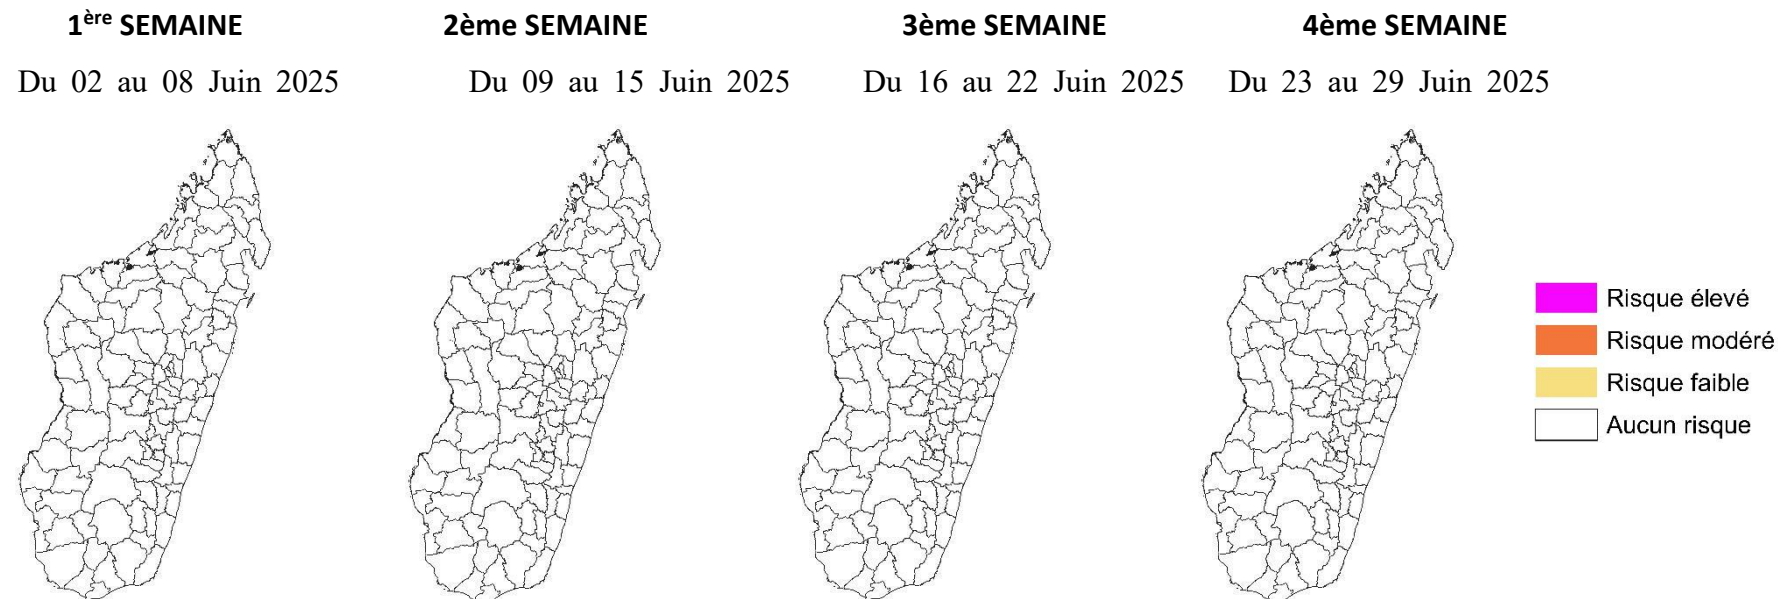 1ère SEMAINE
2ème SEMAINE
3ème SEMAINE
4ème SEMAINE
Du 02 au 08 Juin 2025
Du 09 au 15 Juin 2025
Du 16 au 22 Juin 2025
Du 23 au 29 Juin 2025
Risque élevé
Risque modéré
Risque faible
Aucun risque